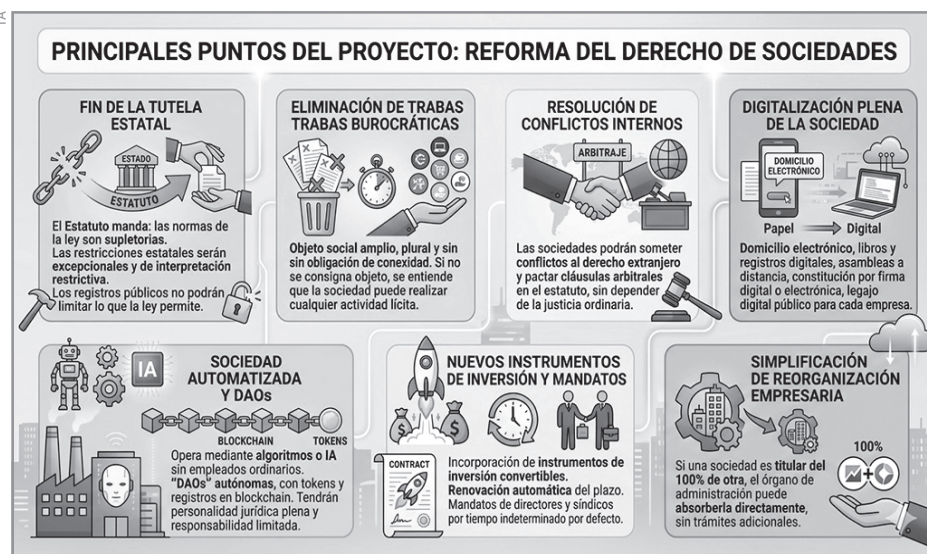 IA
PRINCIPALES PUNTOS DEL PROYECTO: REFORMA DEL DERECHO DE SOCIEDADES
FIN DE LA TUTELA
ESTATAL
ESTADO
ESTATUTO
El Estatuto manda: las normas de
la ley son supletorias.
Las restricciones estatales serán
excepcionales y de interpretación
restrictiva.
Los registros públicos no podrán
limitar lo que la ley permite.
ELIMINACIÓN DE TRABAS
TRABAS BUROCRÁTICAS
Objeto social amplio, plural y sin
sin obligación de conexidad. Si no
se consigna objeto, se entiende
que la sociedad puede realizar
cualquier actividad lícita.
RESOLUCIÓN DE
CONFLICTOS INTERNOS
ARBITRAJE
Las sociedades podrán someter
conflictos al derecho extranjero
y pactar cláusulas arbitrales
en el estatuto, sin depender
de la justicia ordinaria.
DIGITALIZACIÓN PLENA
DE LA SOCIEDAD
DOMICILIO
ELECTRÓNICO
Papel Digital
Domicilio electrónico, libros y
registros digitales, asambleas a
distancia, constitución por firma
digital o electrónica, legajo
digital público para cada empresa.
IA
SOCIEDAD
AUTOMATIZADA
Y DAOs
BLOCKCHAIN TOKENS
Opera mediante algoritmos o IA
sin empleados ordinarios.
"DAOs" autónomas, con tokens y
registros en blockchain. Tendrán
personalidad jurídica plena y
responsabilidad limitada.
NUEVOS INSTRUMENTOS
DE INVERSIÓN Y MANDATOS
$ $
CONTRACT
Incorporación de instrumentos de
inversión convertibles.
Renovación automática del plazo.
Mandatos de directores y síndicos
por tiempo indeterminado por defecto.
SIMPLIFICACIÓN
DE REORGANIZACIÓN
EMPRESARIA
100%
Si una sociedad es titular del
100% de otra, el órgano de
administración puede
absorberla directamente,
sin trámites adicionales.